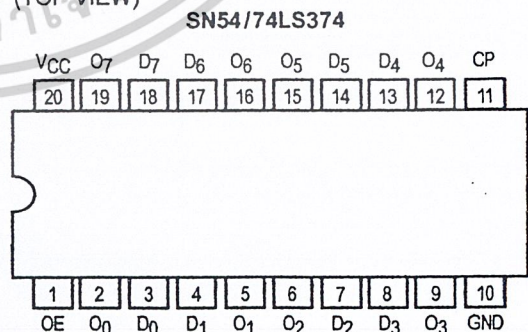 (TOP VIEW)
SN54/74LS374
VCC O7 D7 D6 O6 O5 D5 D4 O4 CP
20 19 18 17 16 15 14 13 12 11
1 2 3 4 5 6 7 8 9 10
OE O0 D0 D1 O1 O2 D2 D3 O3 GND